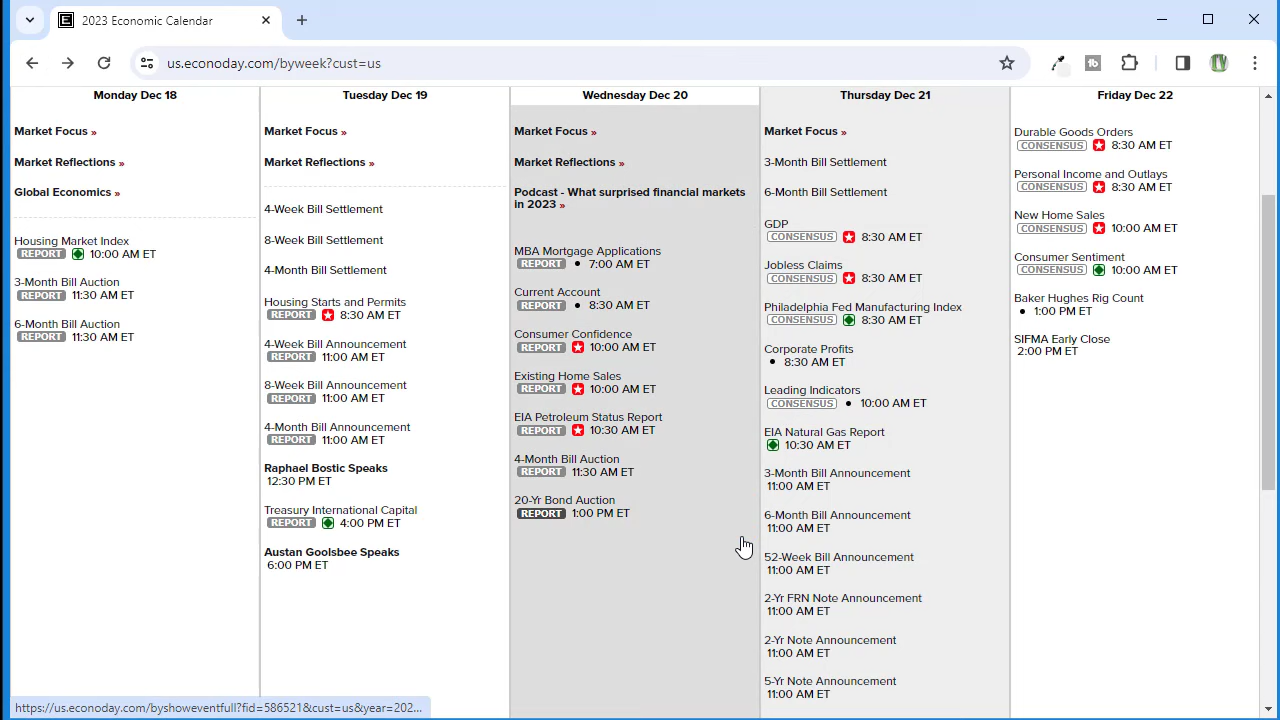 2023 Economic Calendar
us.econoday.com/byweek?cust=us
Monday Dec 18
Market Focus »
Market Reflections »
Global Economics »
Housing Market Index
REPORT 10:00 AM ET
3-Month Bill Auction
REPORT 11:30 AM ET
6-Month Bill Auction
REPORT 11:30 AM ET
Tuesday Dec 19
Market Focus »
Market Reflections »
4-Week Bill Settlement
8-Week Bill Settlement
4-Month Bill Settlement
Housing Starts and Permits
REPORT 8:30 AM ET
4-Week Bill Announcement
REPORT 11:00 AM ET
8-Week Bill Announcement
REPORT 11:00 AM ET
4-Month Bill Announcement
REPORT 11:00 AM ET
Raphael Bostic Speaks
12:30 PM ET
Treasury International Capital
REPORT 4:00 PM ET
Austan Goolsbee Speaks
6:00 PM ET
Wednesday Dec 20
Market Focus »
Market Reflections »
Podcast - What surprised financial markets
in 2023 »
MBA Mortgage Applications
REPORT • 7:00 AM ET
Current Account
REPORT • 8:30 AM ET
Consumer Confidence
REPORT 10:00 AM ET
Existing Home Sales
REPORT 10:00 AM ET
EIA Petroleum Status Report
REPORT 10:30 AM ET
4-Month Bill Auction
REPORT 11:30 AM ET
20-Yr Bond Auction
REPORT 1:00 PM ET
Thursday Dec 21
Market Focus »
3-Month Bill Settlement
6-Month Bill Settlement
GDP
CONSENSUS 8:30 AM ET
Jobless Claims
CONSENSUS 8:30 AM ET
Philadelphia Fed Manufacturing Index
CONSENSUS 8:30 AM ET
Corporate Profits
• 8:30 AM ET
Leading Indicators
CONSENSUS • 10:00 AM ET
EIA Natural Gas Report
10:30 AM ET
3-Month Bill Announcement
11:00 AM ET
6-Month Bill Announcement
11:00 AM ET
52-Week Bill Announcement
11:00 AM ET
2-Yr FRN Note Announcement
11:00 AM ET
2-Yr Note Announcement
11:00 AM ET
5-Yr Note Announcement
11:00 AM ET
Friday Dec 22
Durable Goods Orders
CONSENSUS 8:30 AM ET
Personal Income and Outlays
CONSENSUS 8:30 AM ET
New Home Sales
CONSENSUS 10:00 AM ET
Consumer Sentiment
CONSENSUS 10:00 AM ET
Baker Hughes Rig Count
• 1:00 PM ET
SIFMA Early Close
2:00 PM ET
https://us.econoday.com/byshoweventfull?fid=586521&cust=us&year=202...